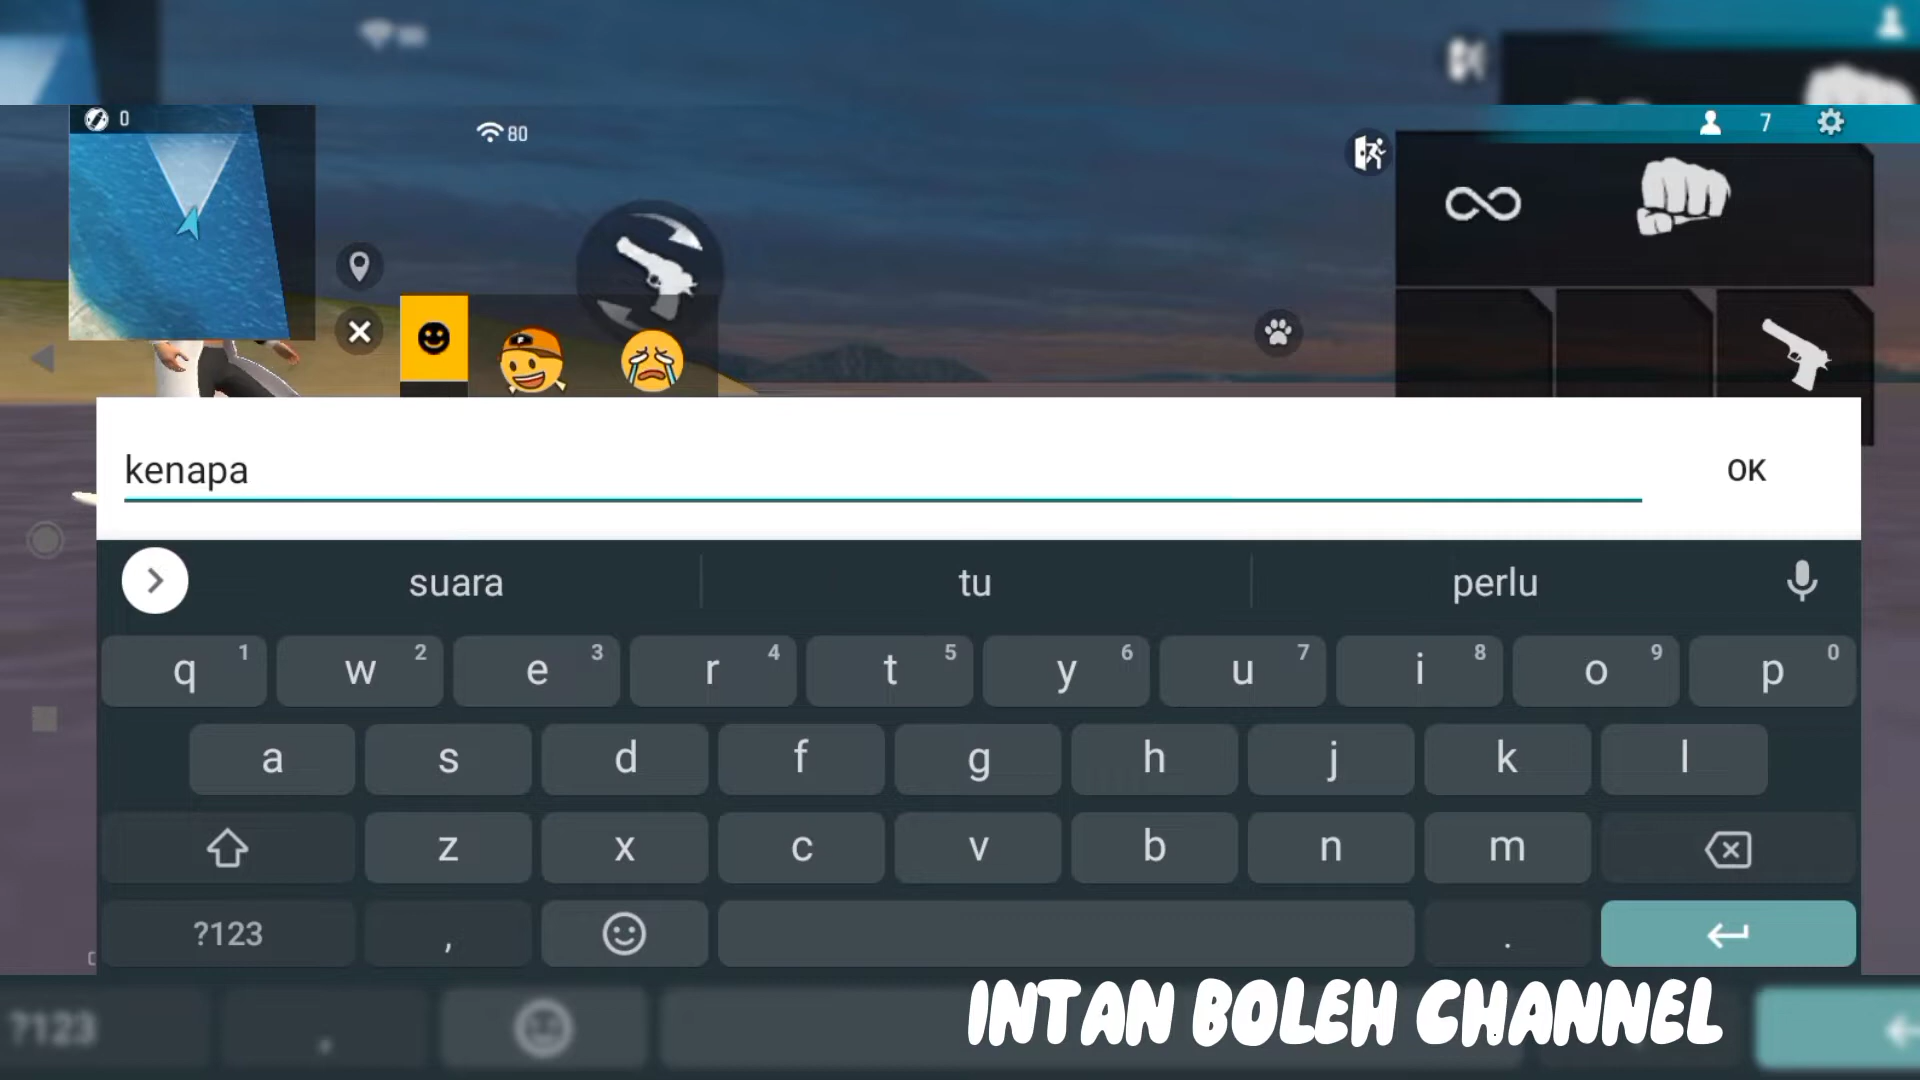 0
80
7
kenapa
OK
suara tu perlu
q 1 w 2 e 3 r 4 t 5 y 6 u 7 i 8 o 9 p 0
a s d f g h j k l
z x c v b n m
?123 , .
INTAN BOLEH CHANNEL
?123 ,